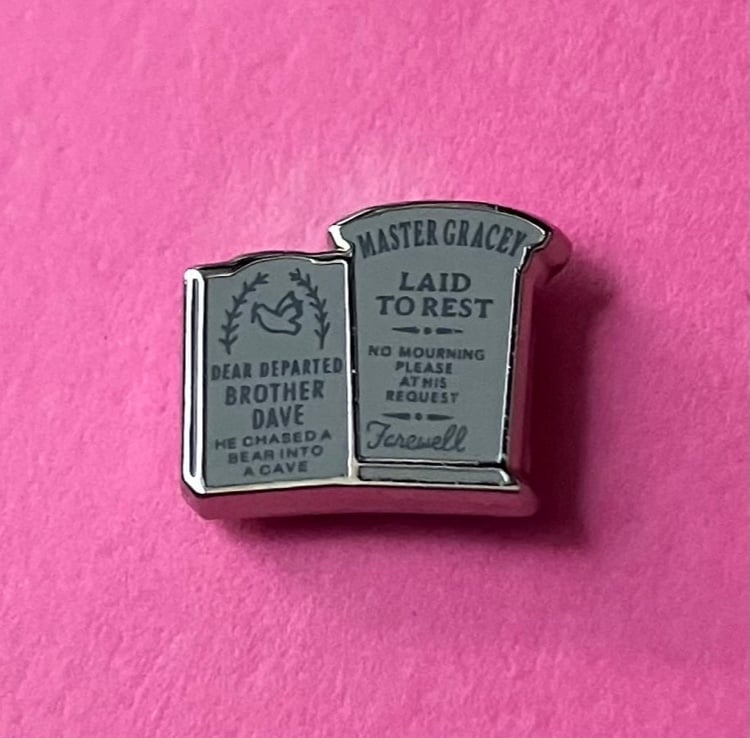 DEAR DEPARTED
BROTHER
DAVE
HE CHASED A
BEAR INTO
A CAVE
MASTER GRACEY
LAID
TO REST
NO MOURNING
PLEASE
AT HIS
REQUEST
Farewell